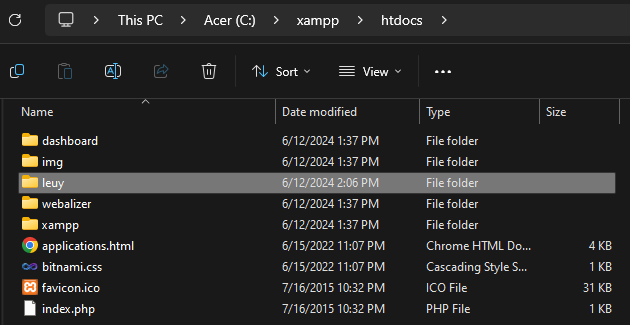 This PC > Acer (C:) > xampp > htdocs >
Sort View
Name Date modified Type Size
dashboard 6/12/2024 1:37 PM File folder
img 6/12/2024 1:37 PM File folder
leuy 6/12/2024 2:06 PM File folder
webalizer 6/12/2024 1:37 PM File folder
xampp 6/12/2024 1:37 PM File folder
applications.html 6/15/2022 11:07 PM Chrome HTML Do... 4 KB
bitnami.css 6/15/2022 11:07 PM Cascading Style S... 1 KB
favicon.ico 7/16/2015 10:32 PM ICO File 31 KB
index.php 7/16/2015 10:32 PM PHP File 1 KB